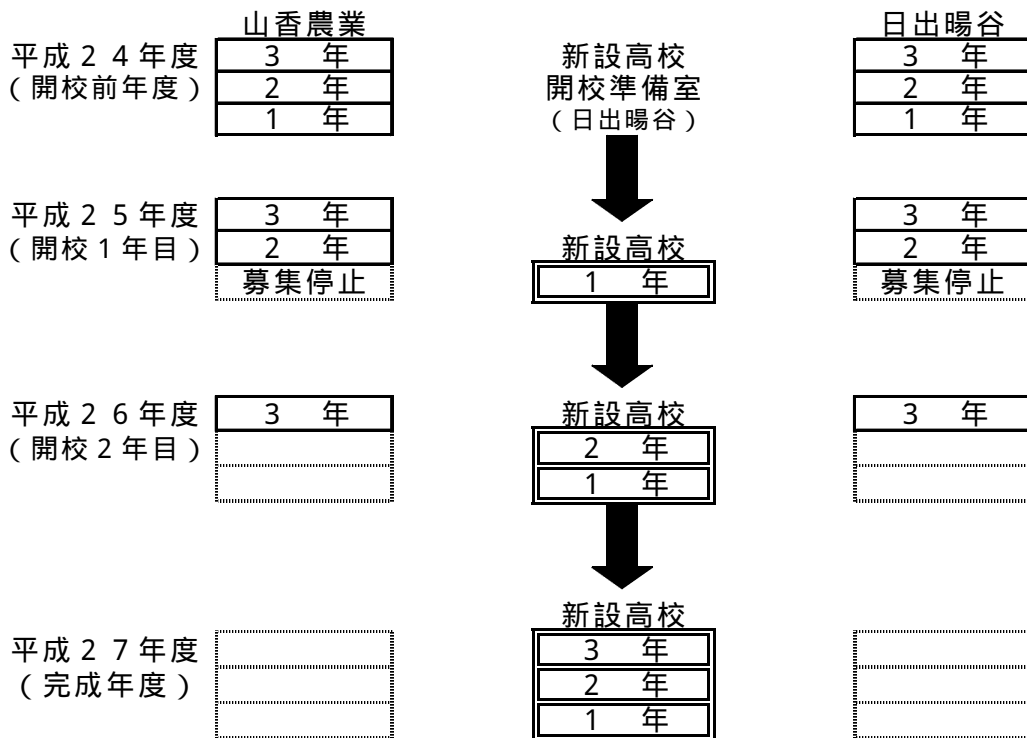 山香農業 日出暘谷
平成24年度 3 年 新設高校 3 年
(開校前年度) 2 年 開校準備室 2 年
1 年 (日出暘谷) 1 年
平成25年度 3 年 3 年
(開校1年目) 2 年 新設高校 2 年
募集停止 1 年 募集停止
平成26年度 3 年 新設高校 3 年
(開校2年目) 2 年
1 年
新設高校
平成27年度 3 年
(完成年度) 2 年
1 年